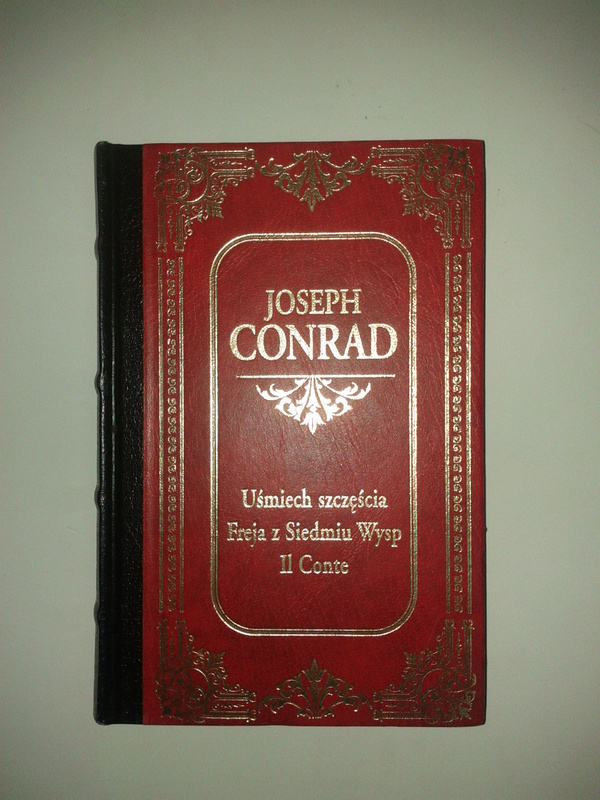 JOSEPH
CONRAD
Uśmiech szczęścia
Freja z Siedmiu Wysp
Il Conte